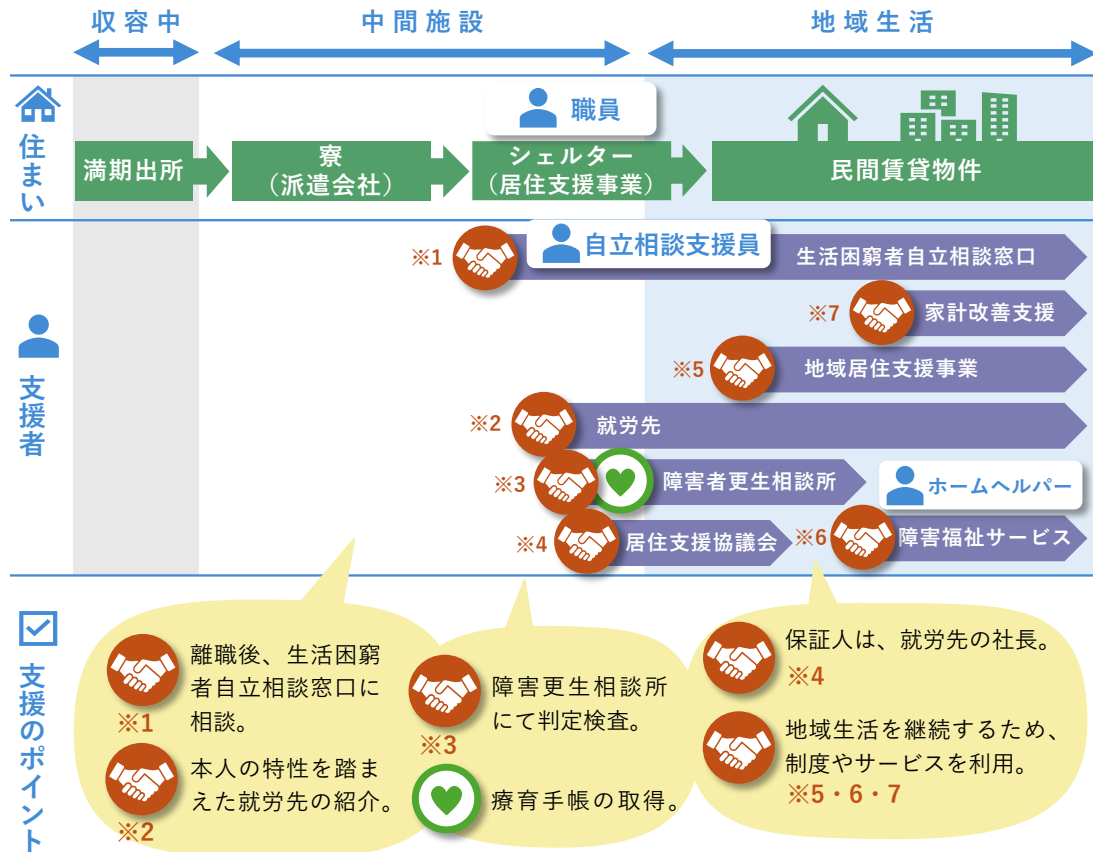 収容中
中間施設
地域生活
住まい
満期出所
寮
（派遣会社）
職員
シェルター
（居住支援事業）
民間賃貸物件
支援者
※1
自立相談支援員
生活困窮者自立相談窓口
※7
家計改善支援
※5
地域居住支援事業
※2
就労先
※3
障害者更生相談所
ホームヘルパー
※4
居住支援協議会
※6
障害福祉サービス
支援のポイント
離職後、生活困窮
者自立相談窓口に
相談。
※1
本人の特性を踏ま
えた就労先の紹介。
※2
障害更生相談所
にて判定検査。
※3
療育手帳の取得。
保証人は、就労先の社長。
※4
地域生活を継続するため、
制度やサービスを利用。
※5・6・7